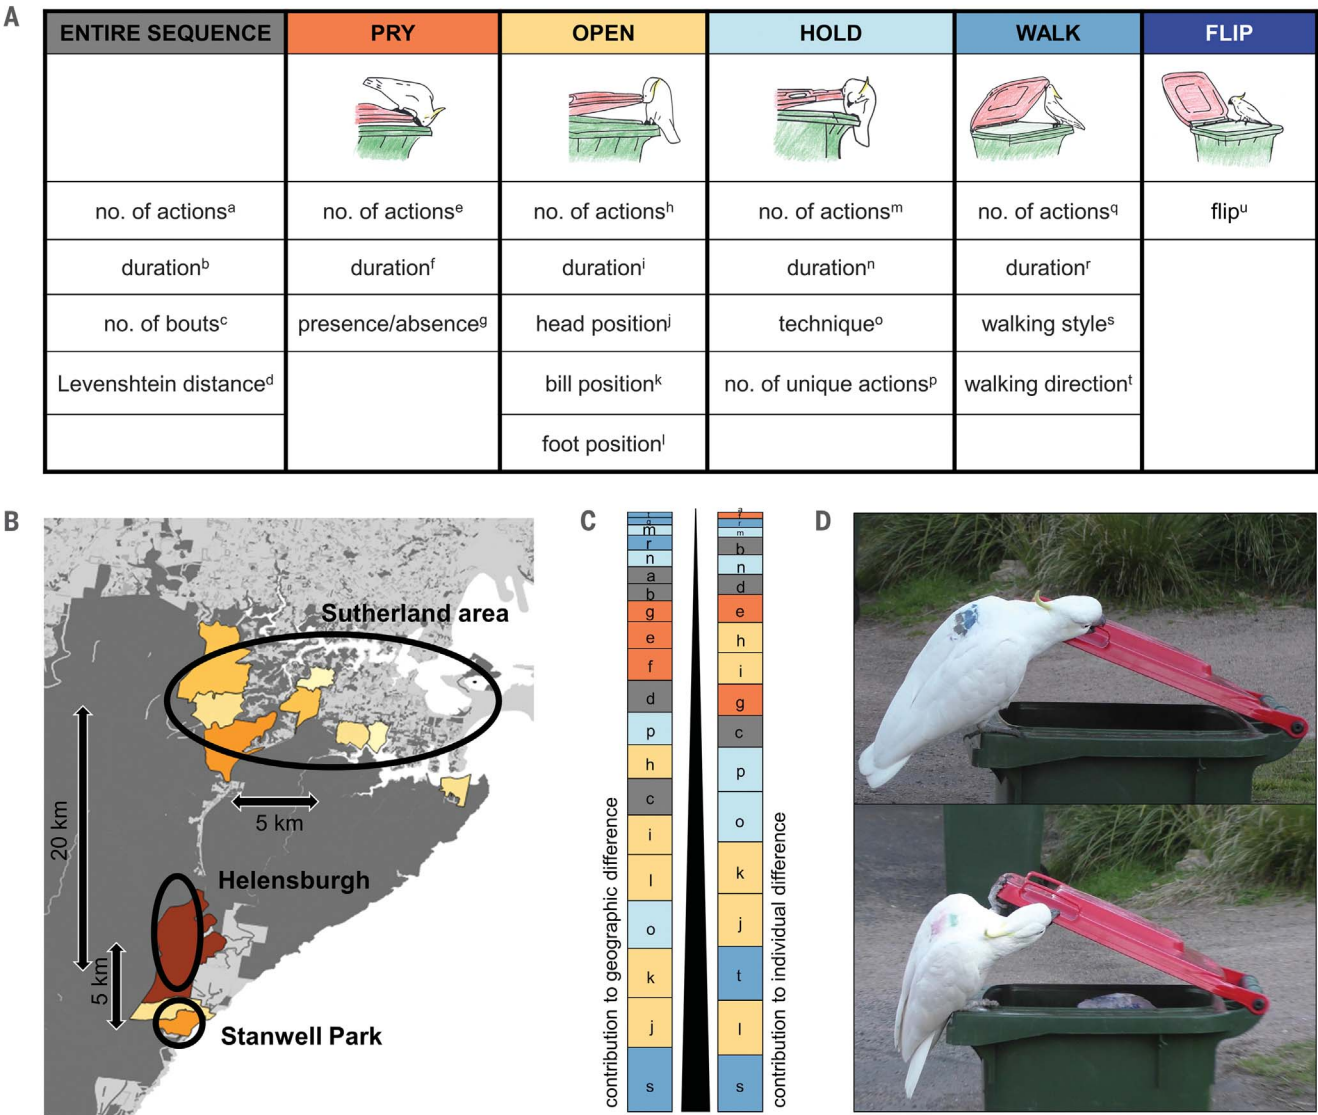 A
ENTIRE SEQUENCE PRY OPEN HOLD WALK FLIP
no. of actionsᵃ no. of actionsᵉ no. of actionsʰ no. of actionsᵐ no. of actions^q flipᵘ
durationᵇ durationᶠ durationⁱ durationⁿ durationʳ
no. of boutsᶜ presence/absenceᵍ head positionʲ techniqueᵒ walking styleˢ
Levenshtein distanceᵈ bill positionᵏ no. of unique actionsᵖ walking directionᵗ
foot positionˡ
B
Sutherland area
20 km
5 km
Helensburgh
5 km
Stanwell Park
C
contribution to geographic difference
t
q
m
r
n
a
b
g
e
f
d
p
h
c
i
l
o
k
j
s
contribution to individual difference
a
r
m
b
n
d
e
h
i
g
c
p
o
k
j
t
l
s
D